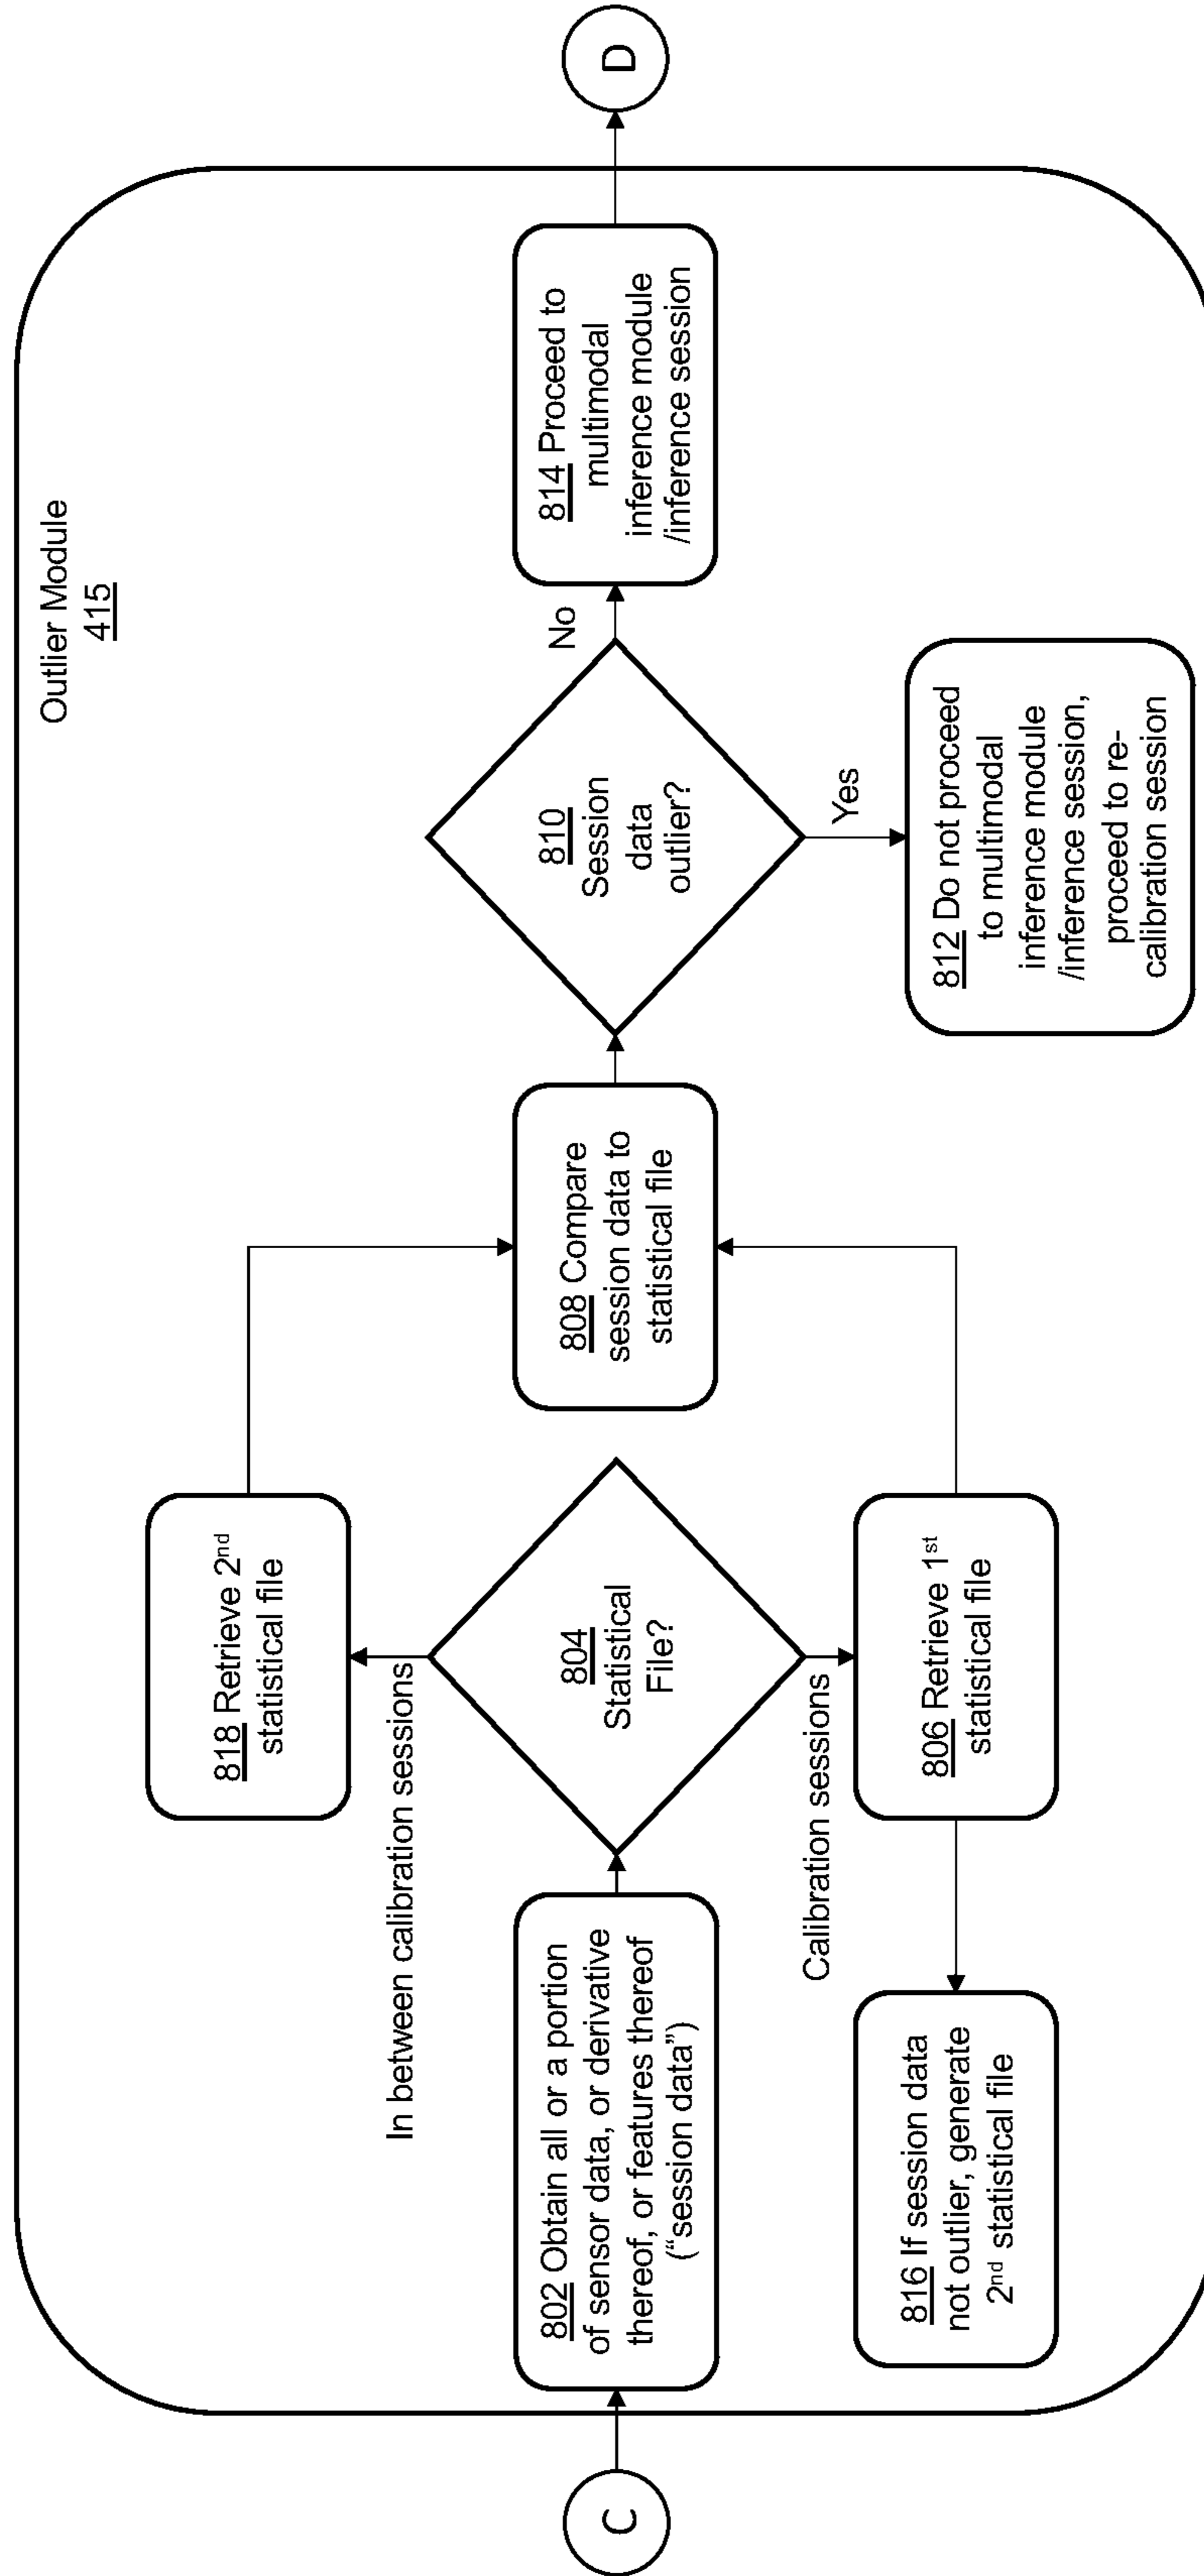 Outlier Module
415
C
802 Obtain all or a portion
of sensor data, or derivative
thereof, or features thereof
(“session data”)
804
Statistical
File?
In between calibration sessions
818 Retrieve 2nd
statistical file
Calibration sessions
806 Retrieve 1st
statistical file
816 If session data
not outlier, generate
2nd statistical file
808 Compare
session data to
statistical file
810
Session
data
outlier?
No
Yes
812 Do not proceed
to multimodal
inference module
/inference session,
proceed to re-
calibration session
814 Proceed to
multimodal
inference module
/inference session
D